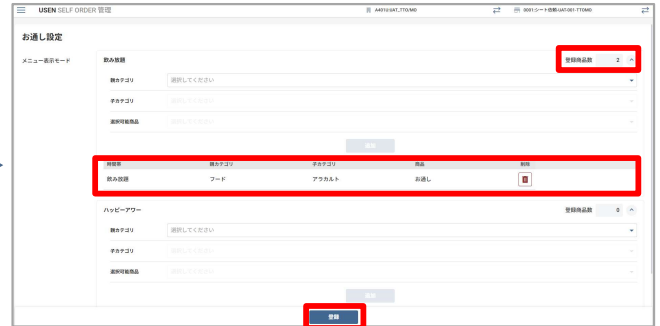 USEN SELF ORDER 管理
お通し設定
メニュー表示モード
飲み放題
登録商品数 2
親カテゴリ 選択してください
子カテゴリ 選択してください
選択可能商品 選択してください
追加
時間帯 親カテゴリ 子カテゴリ 商品 削除
飲み放題 フード アラカルト お通し
ハッピーアワー
登録商品数 0
親カテゴリ 選択してください
子カテゴリ 選択してください
選択可能商品 選択してください
追加
登録